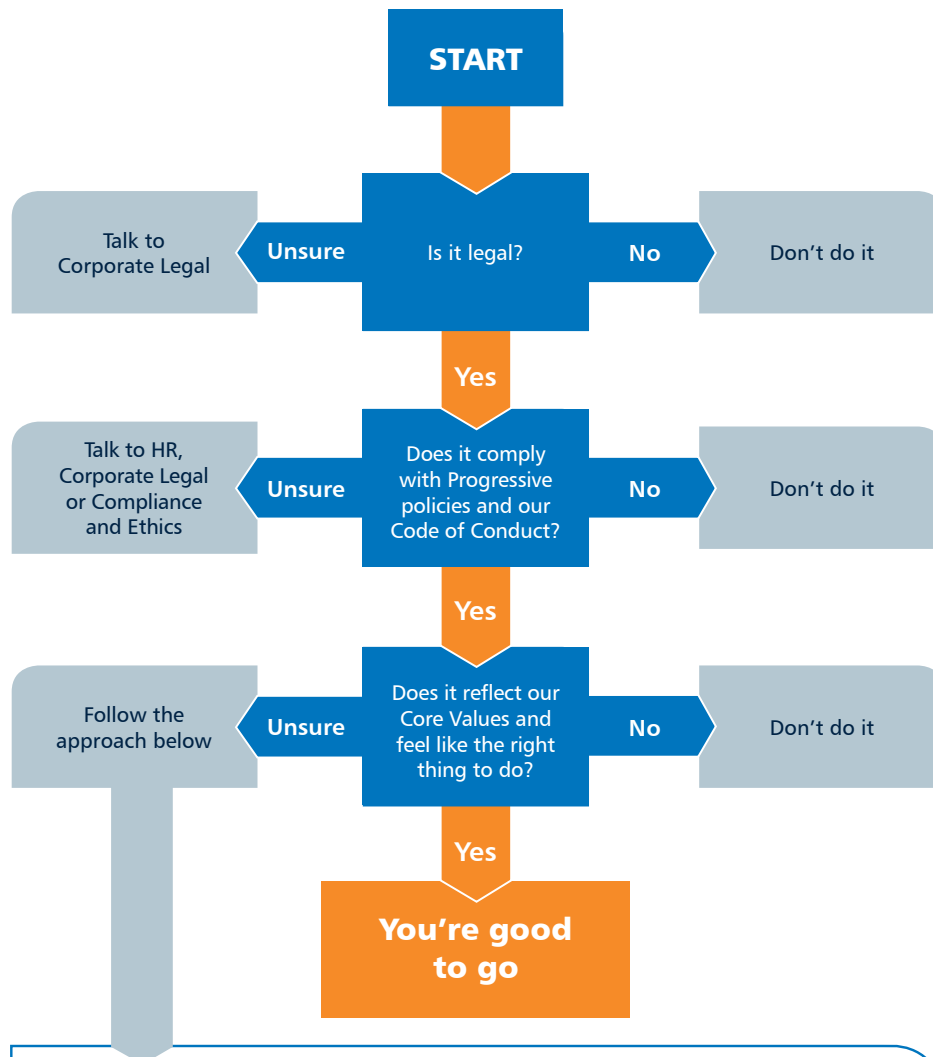 START
Talk to
Corporate Legal
Unsure
Is it legal?
No
Don't do it
Yes
Talk to HR,
Corporate Legal
or Compliance
and Ethics
Unsure
Does it comply
with Progressive
policies and our
Code of Conduct?
No
Don't do it
Yes
Follow the
approach below
Unsure
Does it reflect our
Core Values and
feel like the right
thing to do?
No
Don't do it
Yes
You're good
to go